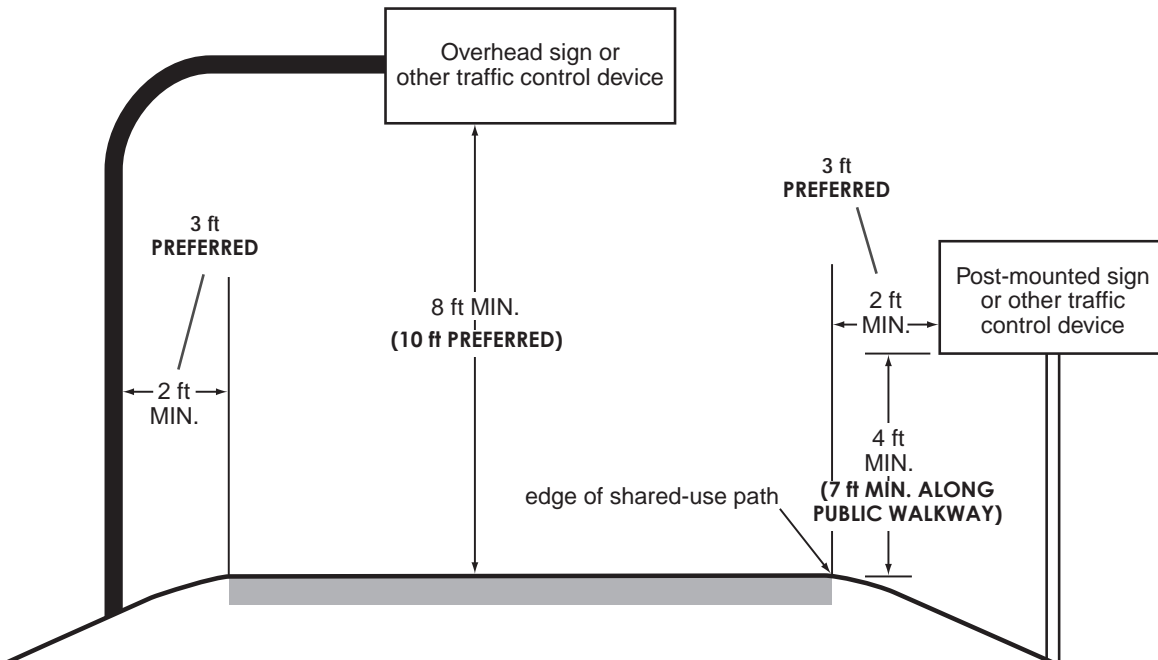 Overhead sign or
other traffic control device
3 ft
PREFERRED
3 ft
PREFERRED
Post-mounted sign
or other traffic
control device
8 ft MIN.
(10 ft PREFERRED)
2 ft
MIN.
2 ft
MIN.
4 ft
MIN.
(7 ft MIN. ALONG
PUBLIC WALKWAY)
edge of shared-use path